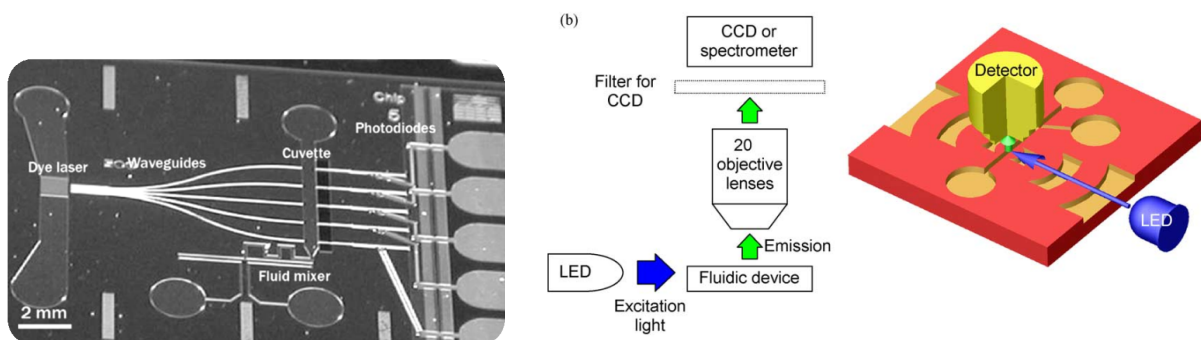 Chip
5
Photodiodes
Dye laser
Waveguides
Cuvette
Fluid mixer
2 mm
(b)
CCD or
spectrometer
Filter for
CCD
20
objective
lenses
Emission
LED
Fluidic device
Excitation
light
Detector
LED